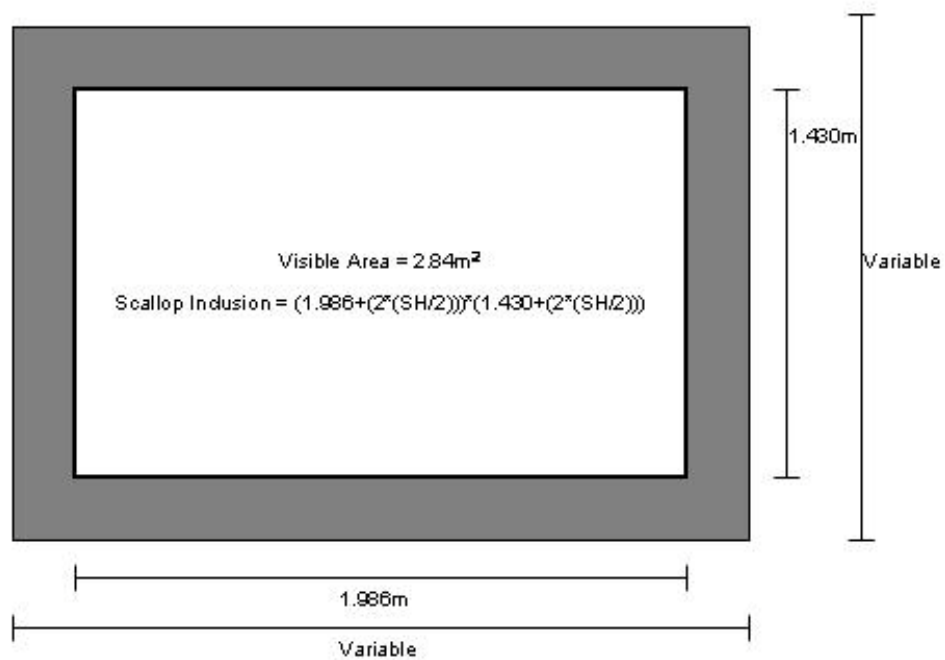 1.430m
Visible Area = 2.84m²
Variable
Scallop Inclusion = (1.986+(2*(SH/2)))*(1.430+(2*(SH/2)))
1.986m
Variable